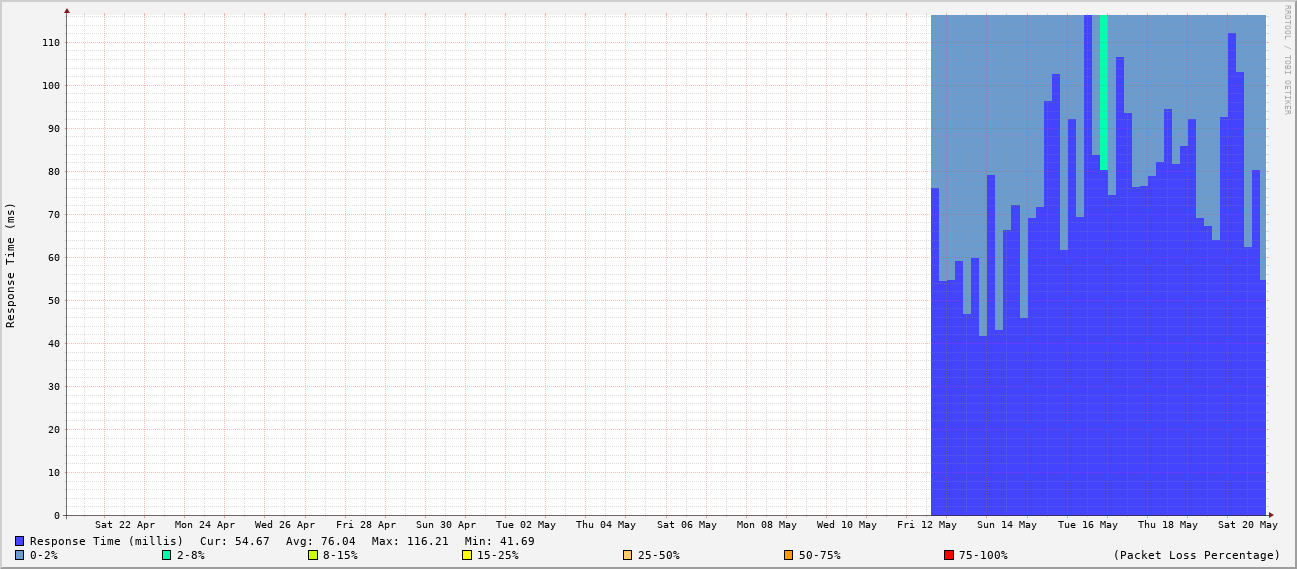 RRDTOOL / TOBI OETIKER
Response Time (ms)
110
100
90
80
70
60
50
40
30
20
10
0
Sat 22 Apr Mon 24 Apr Wed 26 Apr Fri 28 Apr Sun 30 Apr Tue 02 May Thu 04 May Sat 06 May Mon 08 May Wed 10 May Fri 12 May Sun 14 May Tue 16 May Thu 18 May Sat 20 May
Response Time (millis) Cur: 54.67 Avg: 76.04 Max: 116.21 Min: 41.69
0-2% 2-8% 8-15% 15-25% 25-50% 50-75% 75-100% (Packet Loss Percentage)